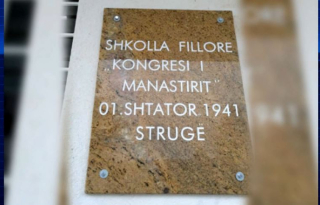 SHKOLLA FILLORE
„KONGRESI I
MANASTIRIT"
01.SHTATOR 1941
STRUGË